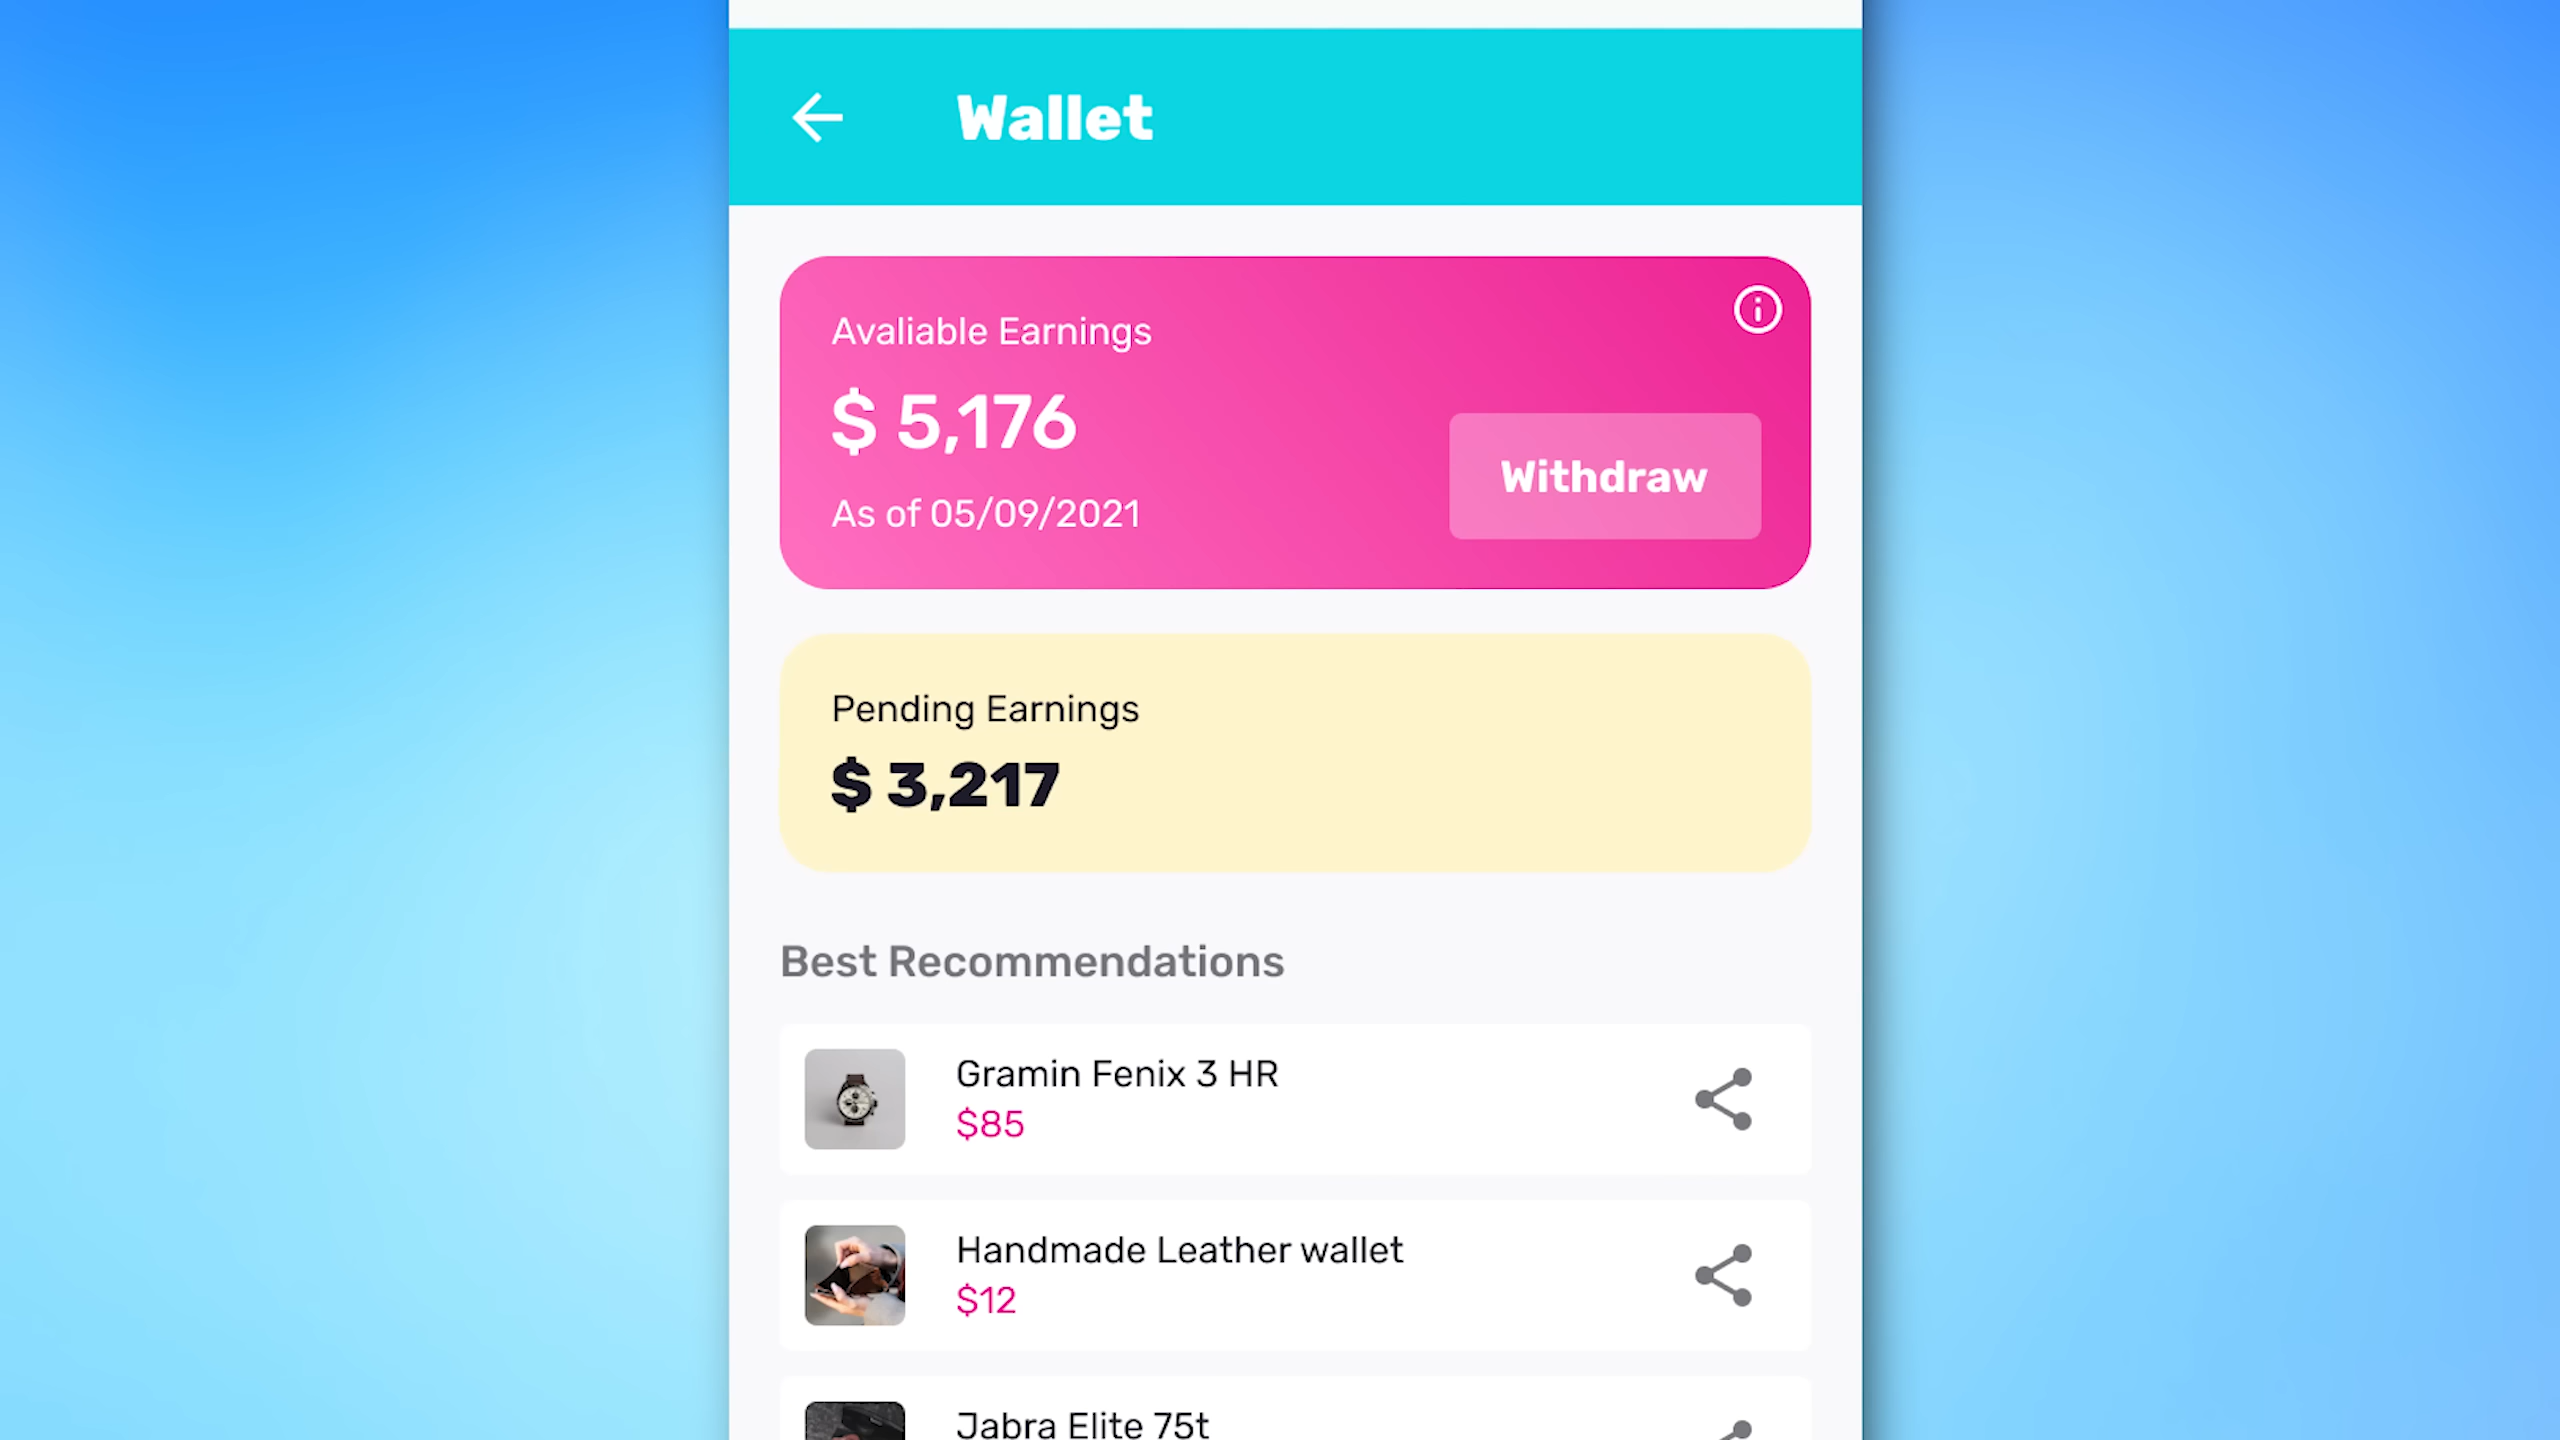 Wallet
Avaliable Earnings
$ 5,176
As of 05/09/2021
Withdraw
Pending Earnings
$ 3,217
Best Recommendations
Gramin Fenix 3 HR
$85
Handmade Leather wallet
$12
Jabra Elite 75t